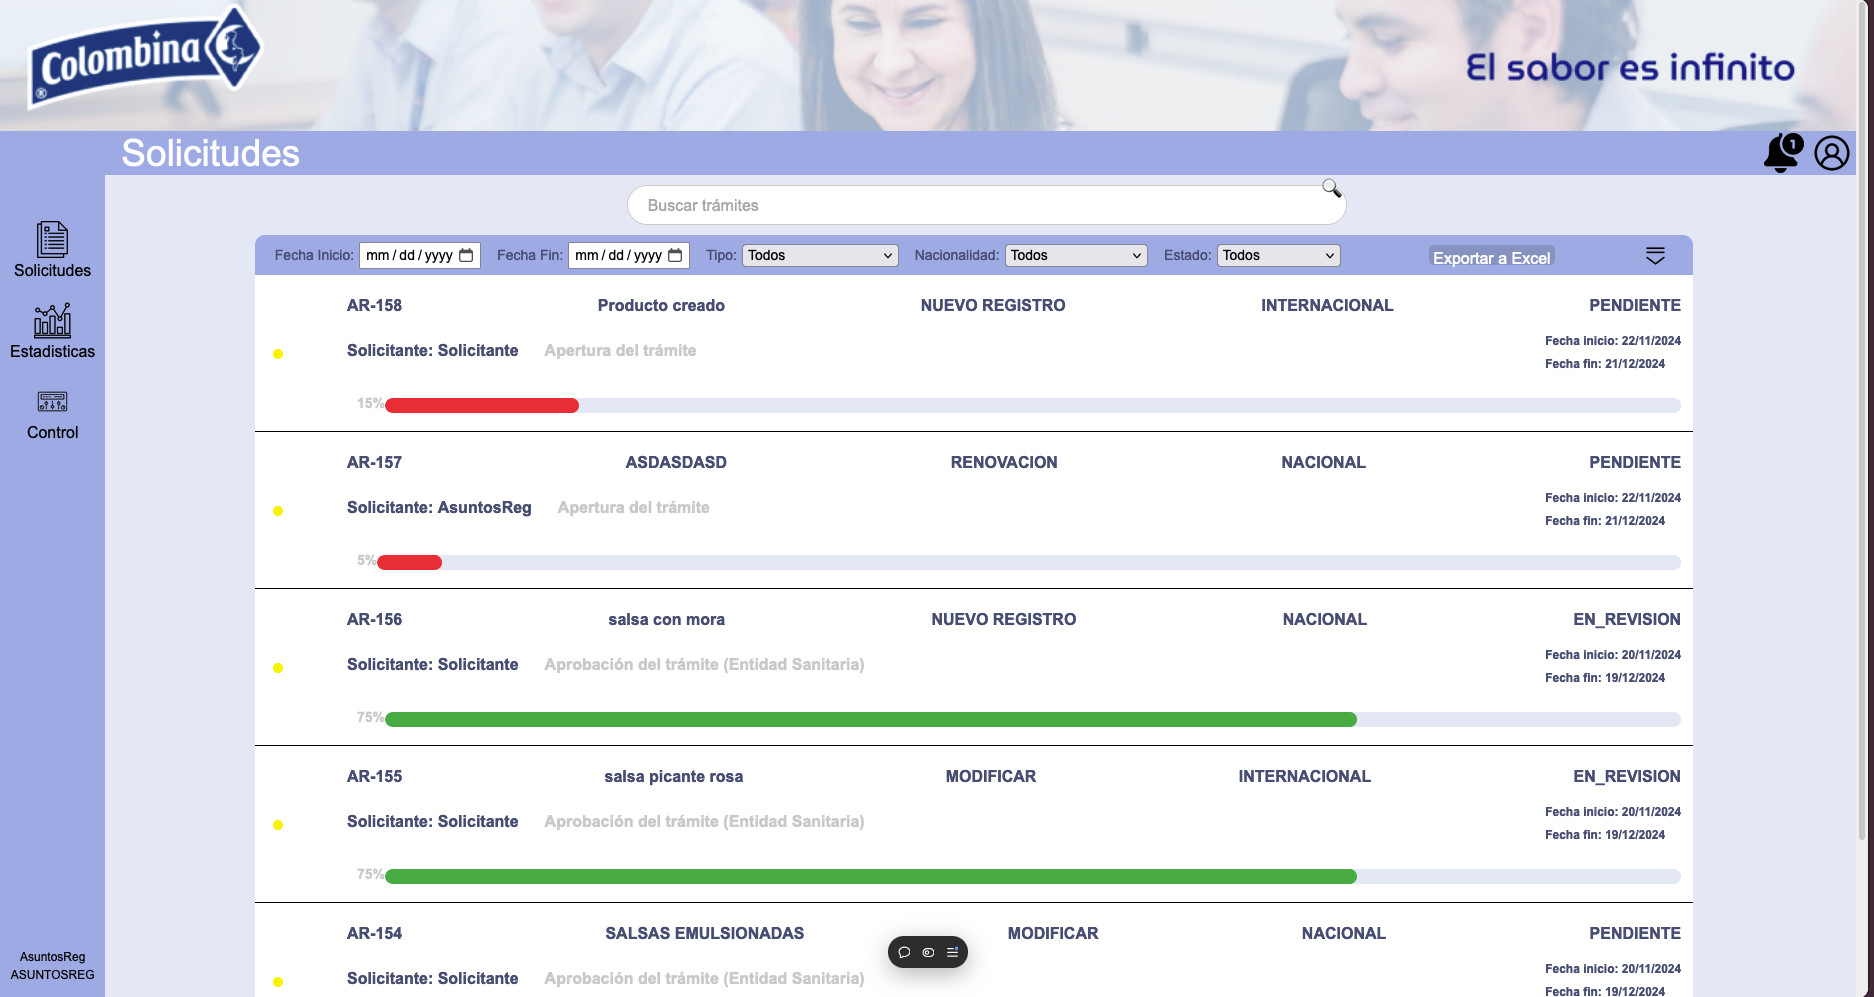 Colombina
®
El sabor es infinito
Solicitudes
1
Buscar trámites
Solicitudes
Estadisticas
Control
Fecha Inicio: mm/dd/yyyy Fecha Fin: mm/dd/yyyy Tipo: Todos Nacionalidad: Todos Estado: Todos Exportar a Excel
AR-158 Producto creado NUEVO REGISTRO INTERNACIONAL PENDIENTE
Solicitante: Solicitante Apertura del trámite
Fecha inicio: 22/11/2024
Fecha fin: 21/12/2024
15%
AR-157 ASDASDASD RENOVACION NACIONAL PENDIENTE
Solicitante: AsuntosReg Apertura del trámite
Fecha inicio: 22/11/2024
Fecha fin: 21/12/2024
5%
AR-156 salsa con mora NUEVO REGISTRO NACIONAL EN_REVISION
Solicitante: Solicitante Aprobación del trámite (Entidad Sanitaria)
Fecha inicio: 20/11/2024
Fecha fin: 19/12/2024
75%
AR-155 salsa picante rosa MODIFICAR INTERNACIONAL EN_REVISION
Solicitante: Solicitante Aprobación del trámite (Entidad Sanitaria)
Fecha inicio: 20/11/2024
Fecha fin: 19/12/2024
75%
AR-154 SALSAS EMULSIONADAS MODIFICAR NACIONAL PENDIENTE
Solicitante: Solicitante Aprobación del trámite (Entidad Sanitaria)
Fecha inicio: 20/11/2024
Fecha fin: 19/12/2024
AsuntosReg
ASUNTOSREG